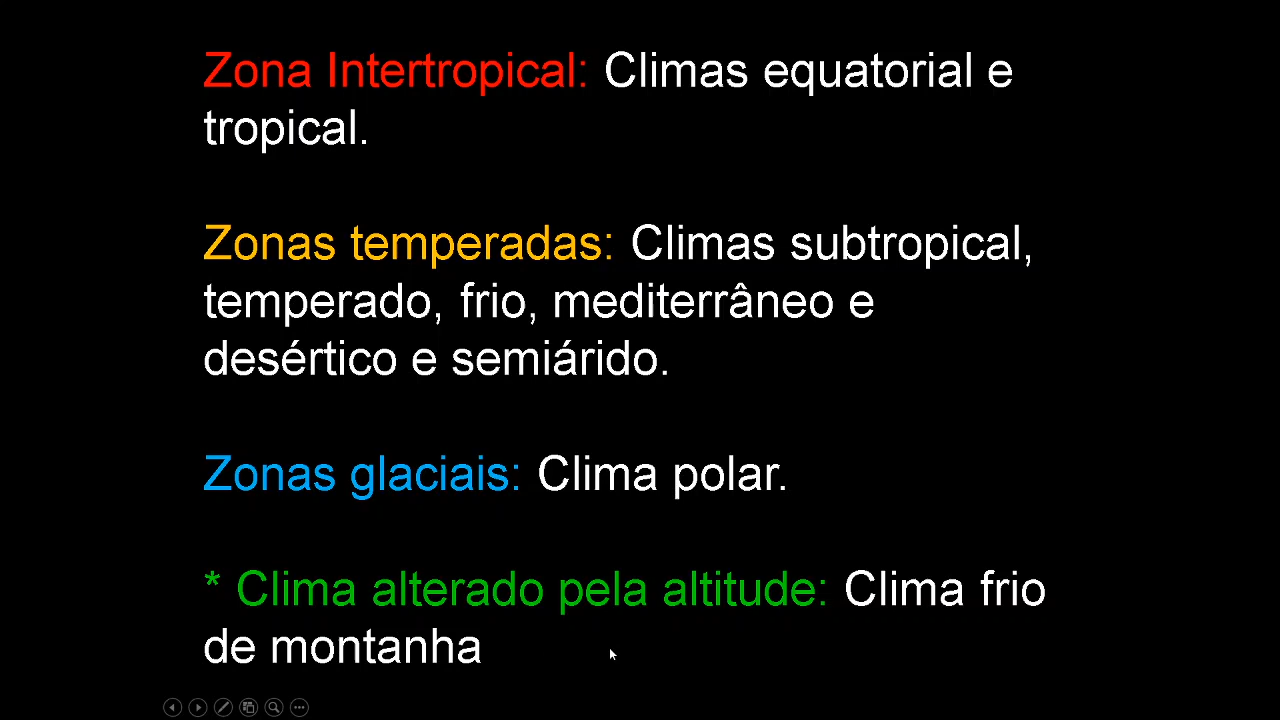 Zona Intertropical: Climas equatorial e
tropical.
Zonas temperadas: Climas subtropical,
temperado, frio, mediterrâneo e
desértico e semiárido.
Zonas glaciais: Clima polar.
* Clima alterado pela altitude: Clima frio
de montanha